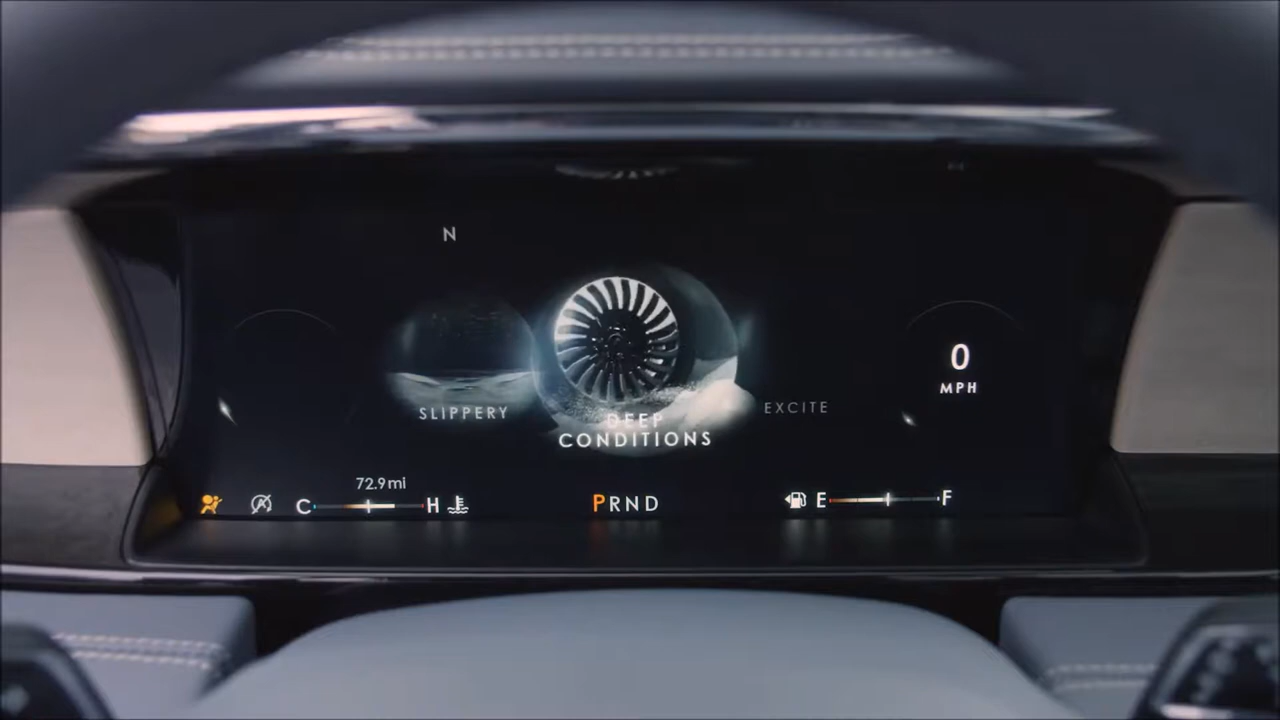 N
0
MPH
SLIPPERY
DEEP
CONDITIONS
EXCITE
72.9mi
C
H
PRND
E
F